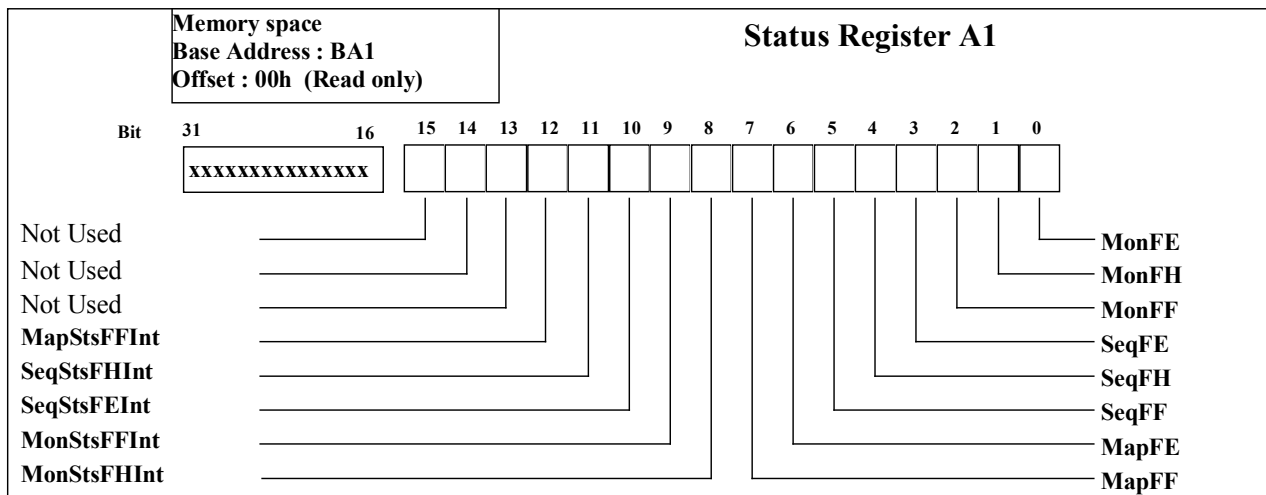 Memory space
Base Address : BA1
Offset : 00h (Read only)
Status Register A1
Bit 31 16 15 14 13 12 11 10 9 8 7 6 5 4 3 2 1 0
xxxxxxxxxxxxxxx
Not Used
Not Used
Not Used
MapStsFFInt
SeqStsFHInt
SeqStsFEInt
MonStsFFInt
MonStsFHInt
MonFE
MonFH
MonFF
SeqFE
SeqFH
SeqFF
MapFE
MapFF